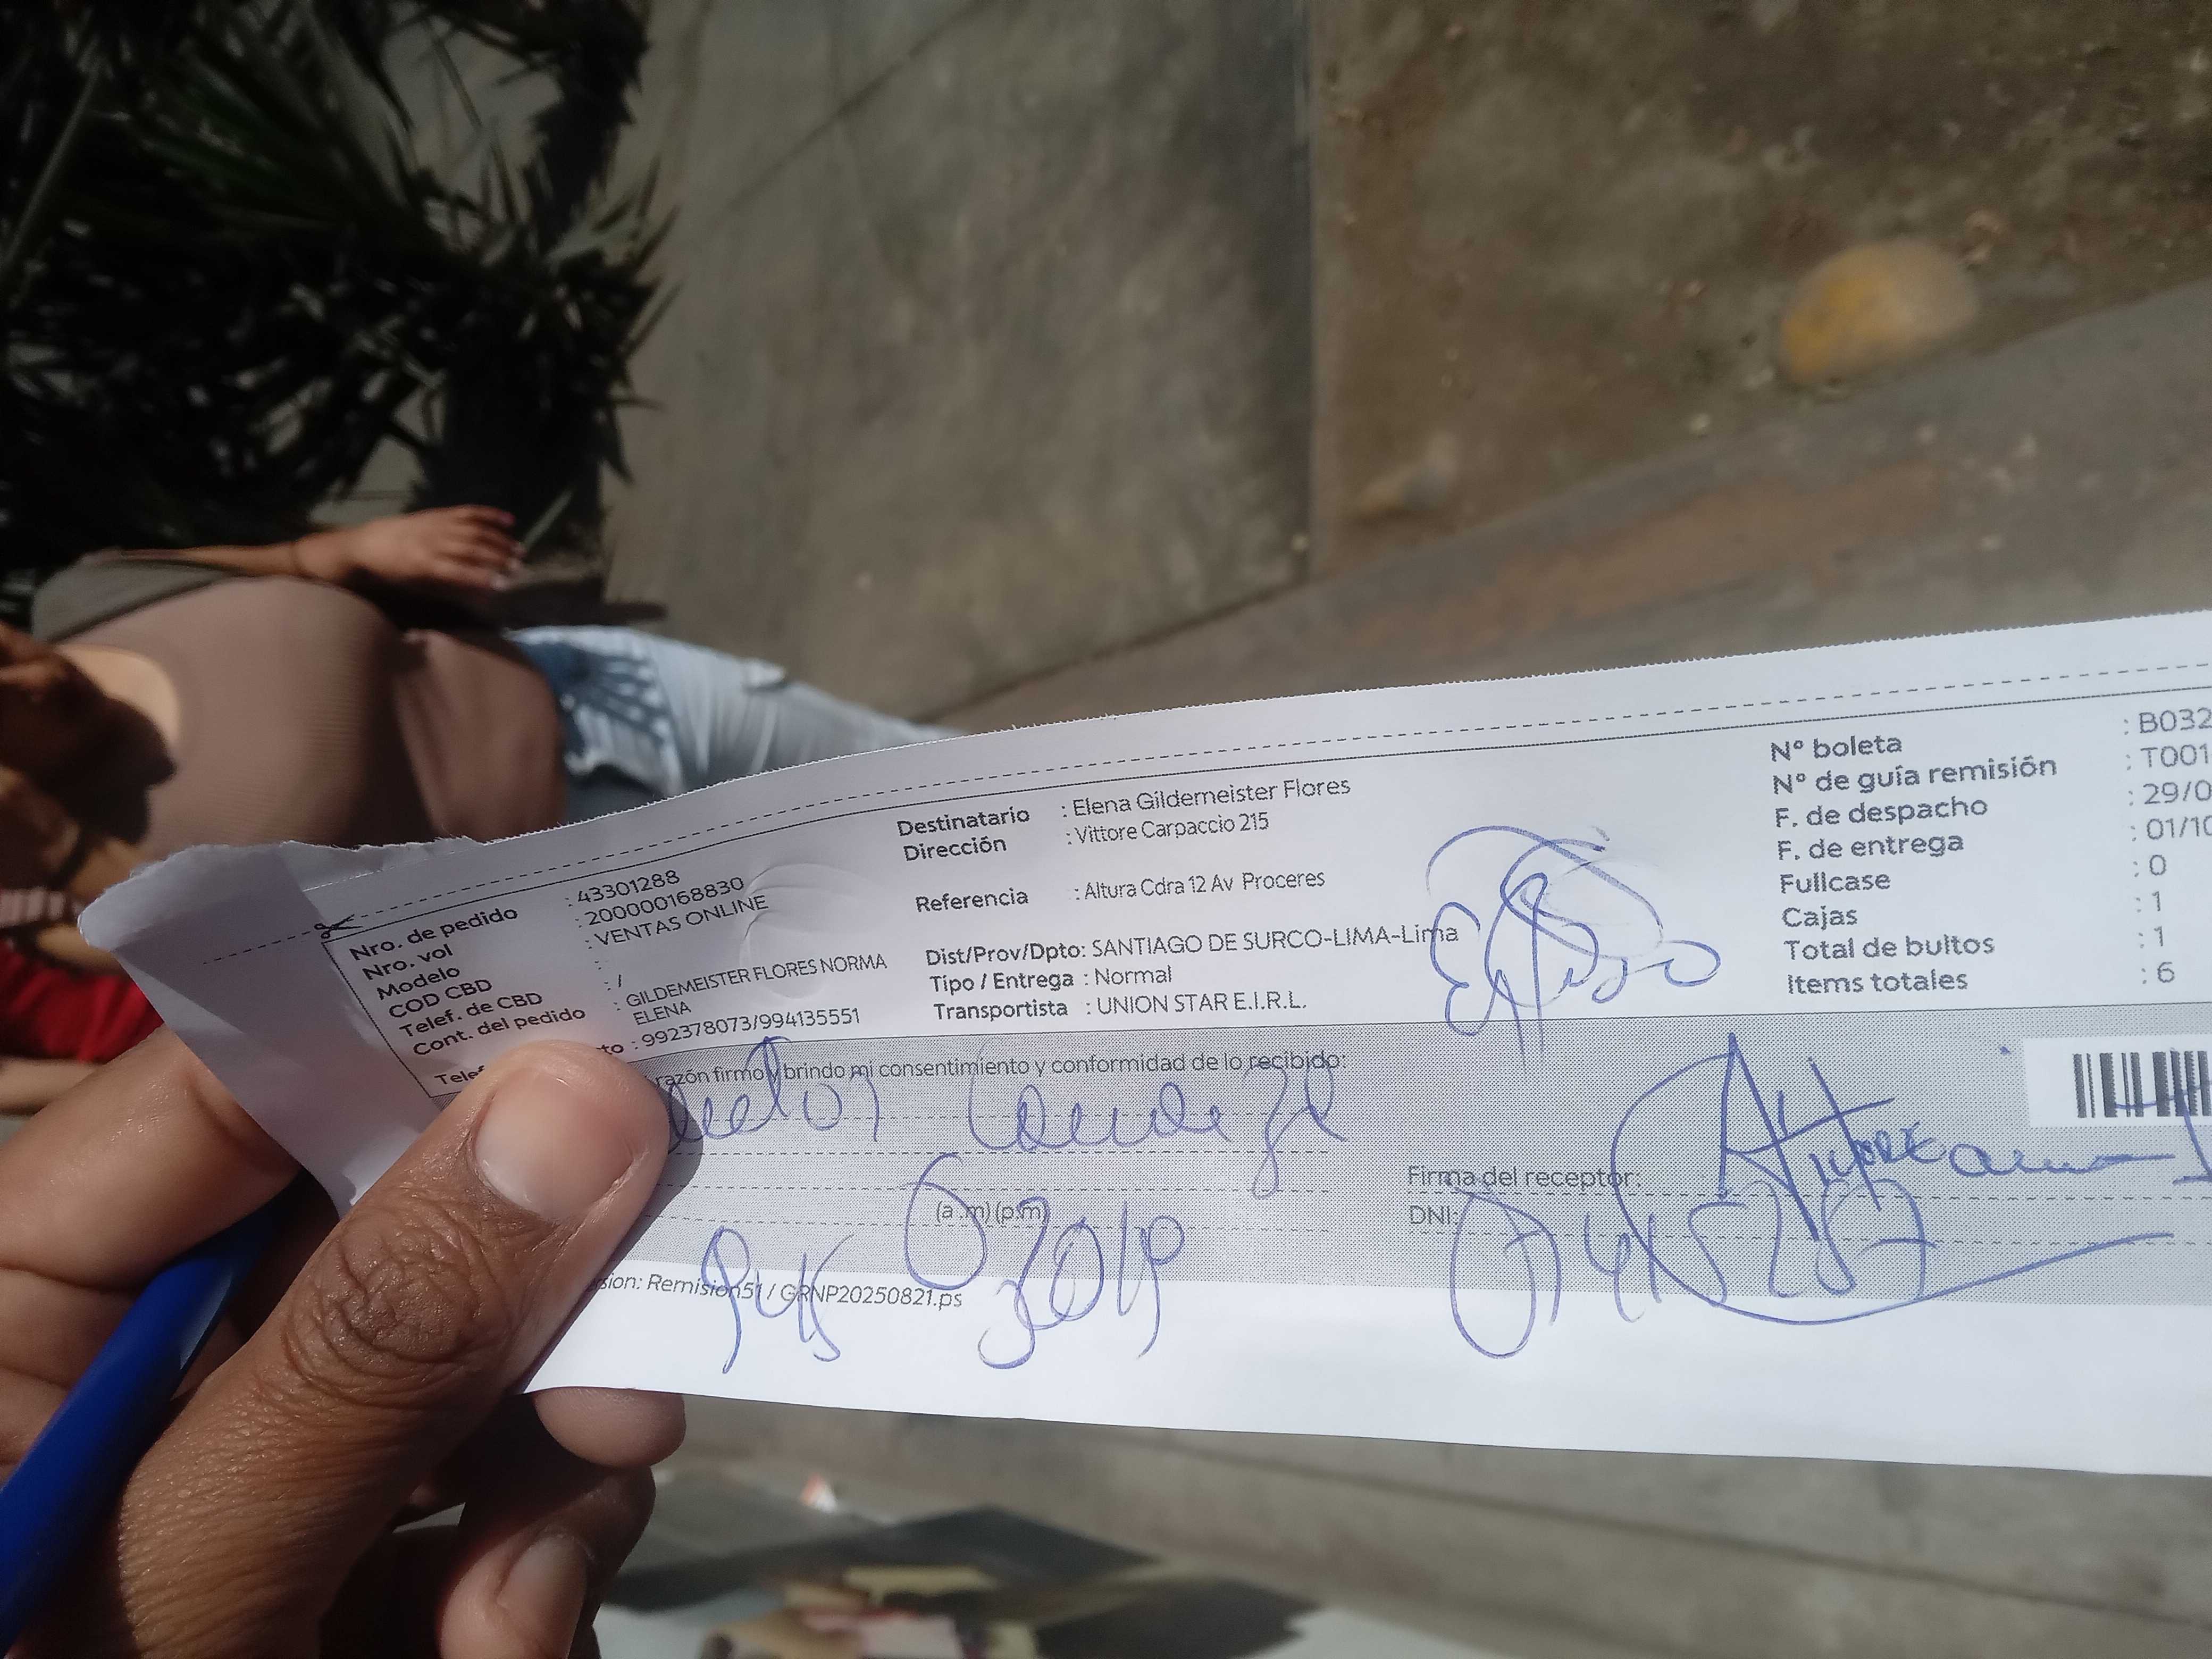 Nro. de pedido : 43301288
Nro. vol : 200000168830
Modelo : VENTAS ONLINE
COD CBD :
Telef. de CBD : /
Cont. del pedido : GILDEMEISTER FLORES NORMA
ELENA
Telef to : 992378073/994135551
Destinatario : Elena Gildemeister Flores
Dirección : Vittore Carpaccio 215
Referencia : Altura Cdra 12 Av Proceres
Dist/Prov/Dpto: SANTIAGO DE SURCO-LIMA-Lima
Tipo / Entrega : Normal
Transportista : UNION STAR E.I.R.L.
N° boleta : B032
N° de guía remisión : T001
F. de despacho : 29/0
F. de entrega : 01/10
Fullcase : 0
Cajas : 1
Total de bultos : 1
Items totales : 6
razón firmo y brindo mi consentimiento y conformidad de lo recibido:
Firma del receptor:
(a .m) (p.m)
DNI:
sion: Remision51 / GRNP20250821.ps